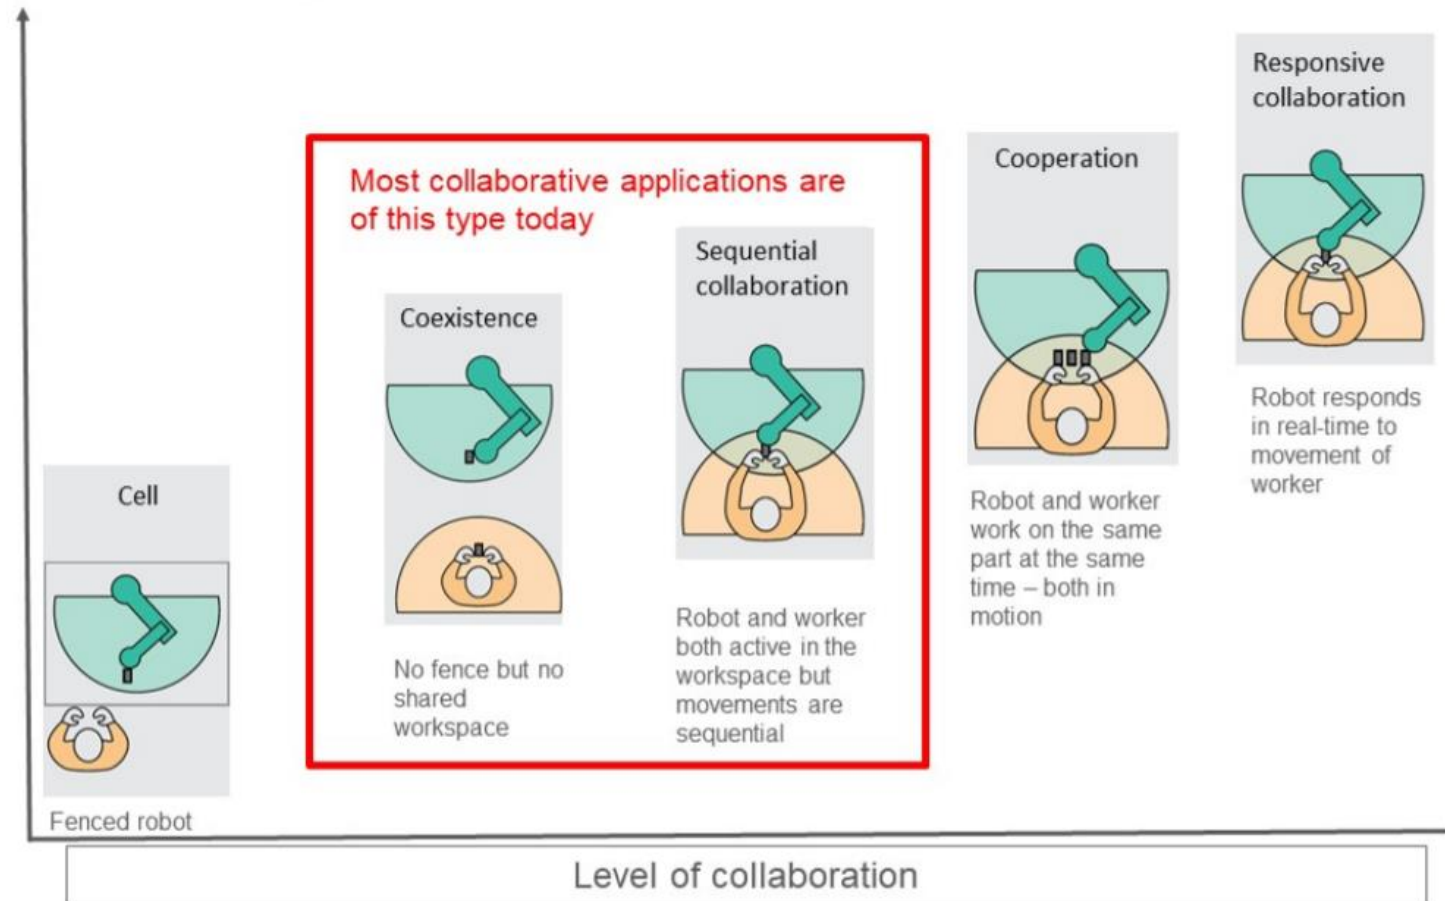 Most collaborative applications are
of this type today
Cell
Fenced robot
Coexistence
No fence but no
shared
workspace
Sequential
collaboration
Robot and worker
both active in the
workspace but
movements are
sequential
Cooperation
Robot and worker
work on the same
part at the same
time – both in
motion
Responsive
collaboration
Robot responds
in real-time to
movement of
worker
Level of collaboration